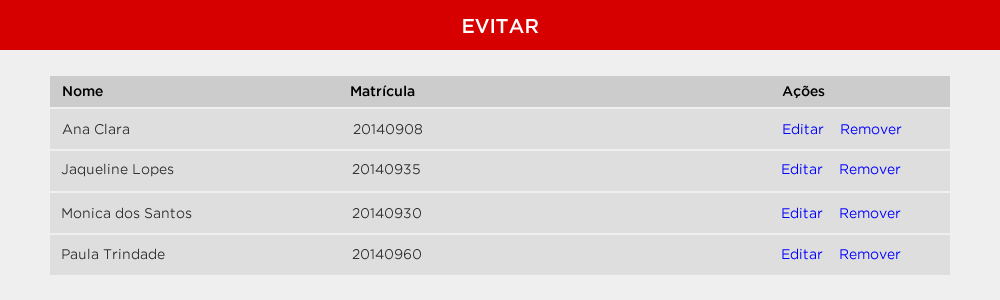 EVITAR
Nome Matrícula Ações
Ana Clara 20140908 Editar Remover
Jaqueline Lopes 20140935 Editar Remover
Monica dos Santos 20140930 Editar Remover
Paula Trindade 20140960 Editar Remover